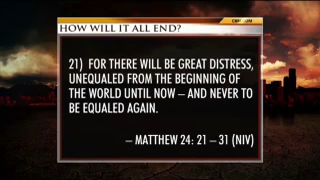 CBN.COM
HOW WILL IT ALL END?
21) FOR THERE WILL BE GREAT DISTRESS,
UNEQUALED FROM THE BEGINNING OF
THE WORLD UNTIL NOW – AND NEVER TO
BE EQUALED AGAIN.
– MATTHEW 24: 21 – 31 (NIV)